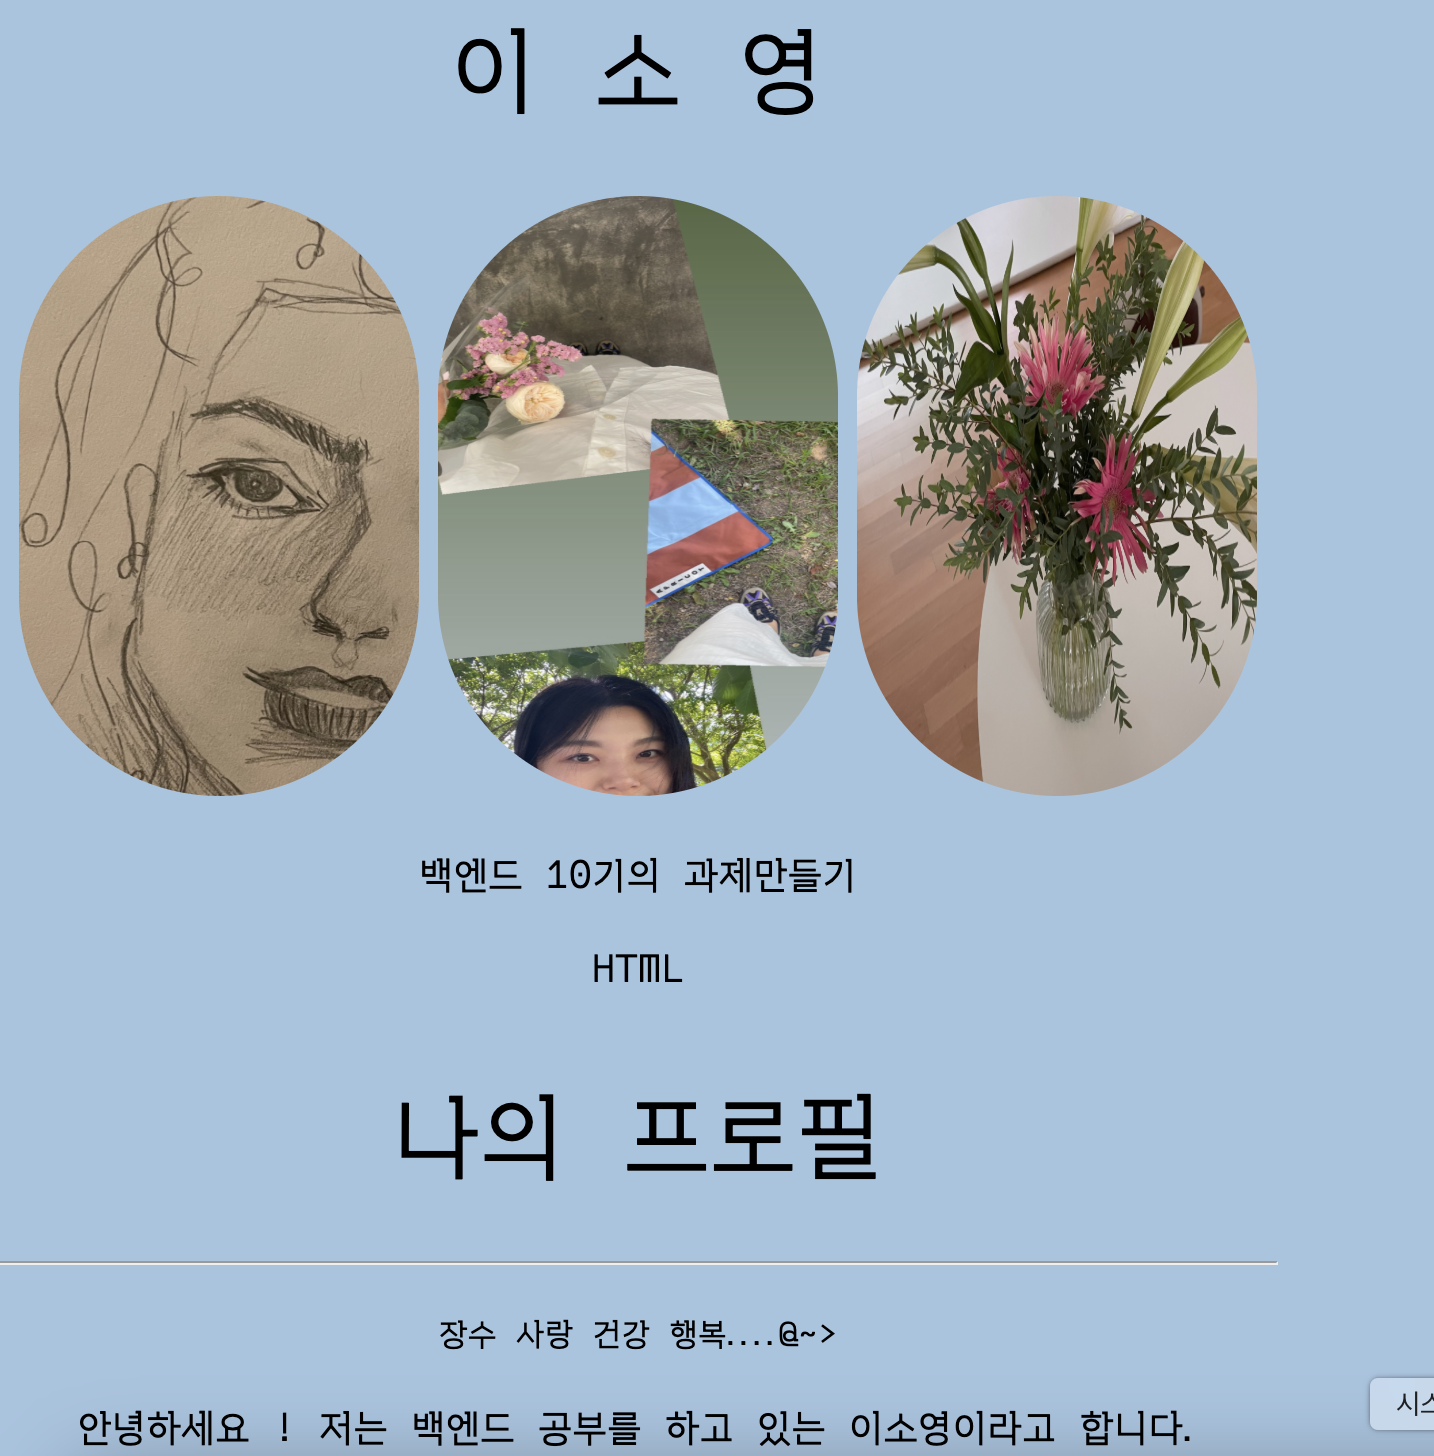 이 소 영
APRICOT
백엔드 10기의 과제만들기
HTML
나의 프로필
장수 사랑 건강 행복....@~>
안녕하세요 ! 저는 백엔드 공부를 하고 있는 이소영이라고 합니다.